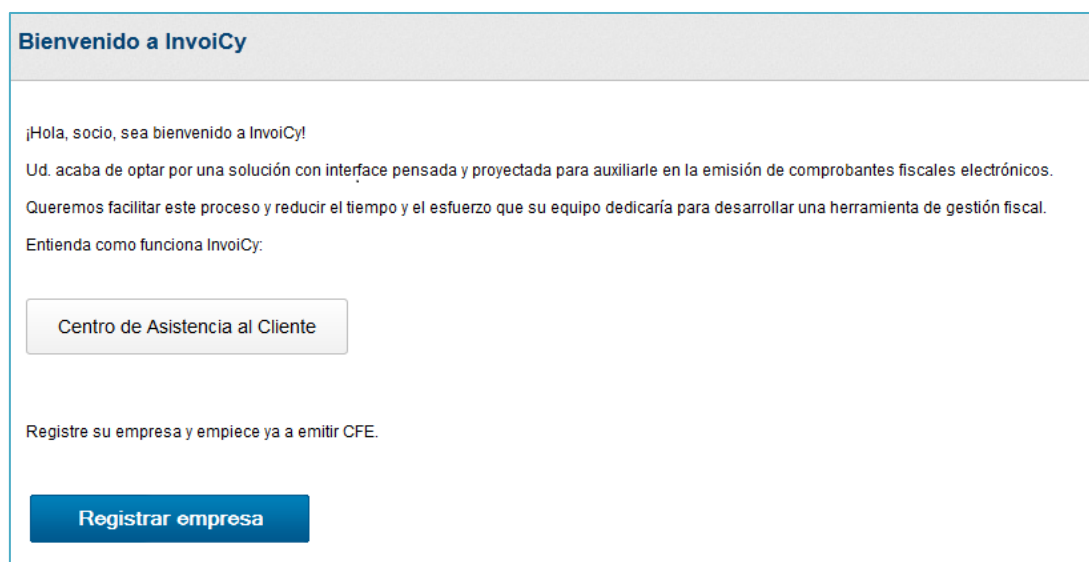 Bienvenido a InvoiCy
¡Hola, socio, sea bienvenido a InvoiCy!
Ud. acaba de optar por una solución con interface pensada y proyectada para auxiliarle en la emisión de comprobantes fiscales electrónicos.
Queremos facilitar este proceso y reducir el tiempo y el esfuerzo que su equipo dedicaría para desarrollar una herramienta de gestión fiscal.
Entienda como funciona InvoiCy:
Centro de Asistencia al Cliente
Registre su empresa y empiece ya a emitir CFE.
Registrar empresa